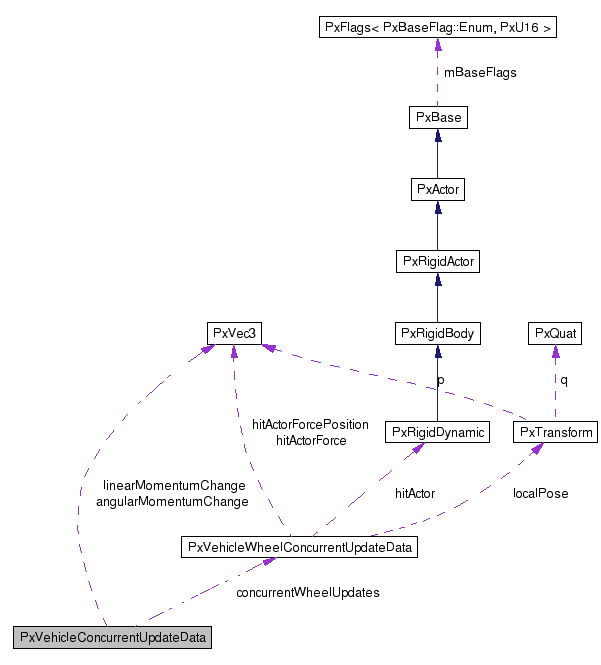 PxFlags< PxBaseFlag::Enum, PxU16 >
mBaseFlags
PxBase
PxActor
PxRigidActor
PxVec3
PxRigidBody
PxQuat
p
q
hitActorForcePosition
hitActorForce
PxRigidDynamic
PxTransform
linearMomentumChange
angularMomentumChange
hitActor
localPose
PxVehicleWheelConcurrentUpdateData
concurrentWheelUpdates
PxVehicleConcurrentUpdateData